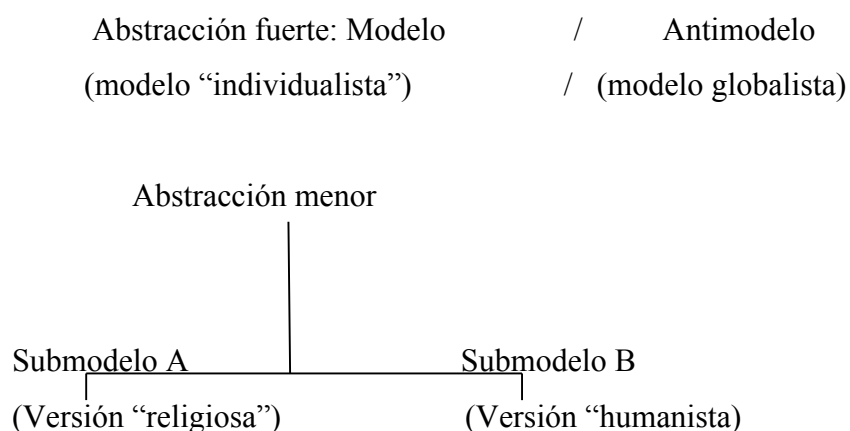 Abstracción fuerte: Modelo / Antimodelo
(modelo “individualista”) / (modelo globalista)
Abstracción menor
Submodelo A Submodelo B
(Versión “religiosa”) (Versión “humanista)